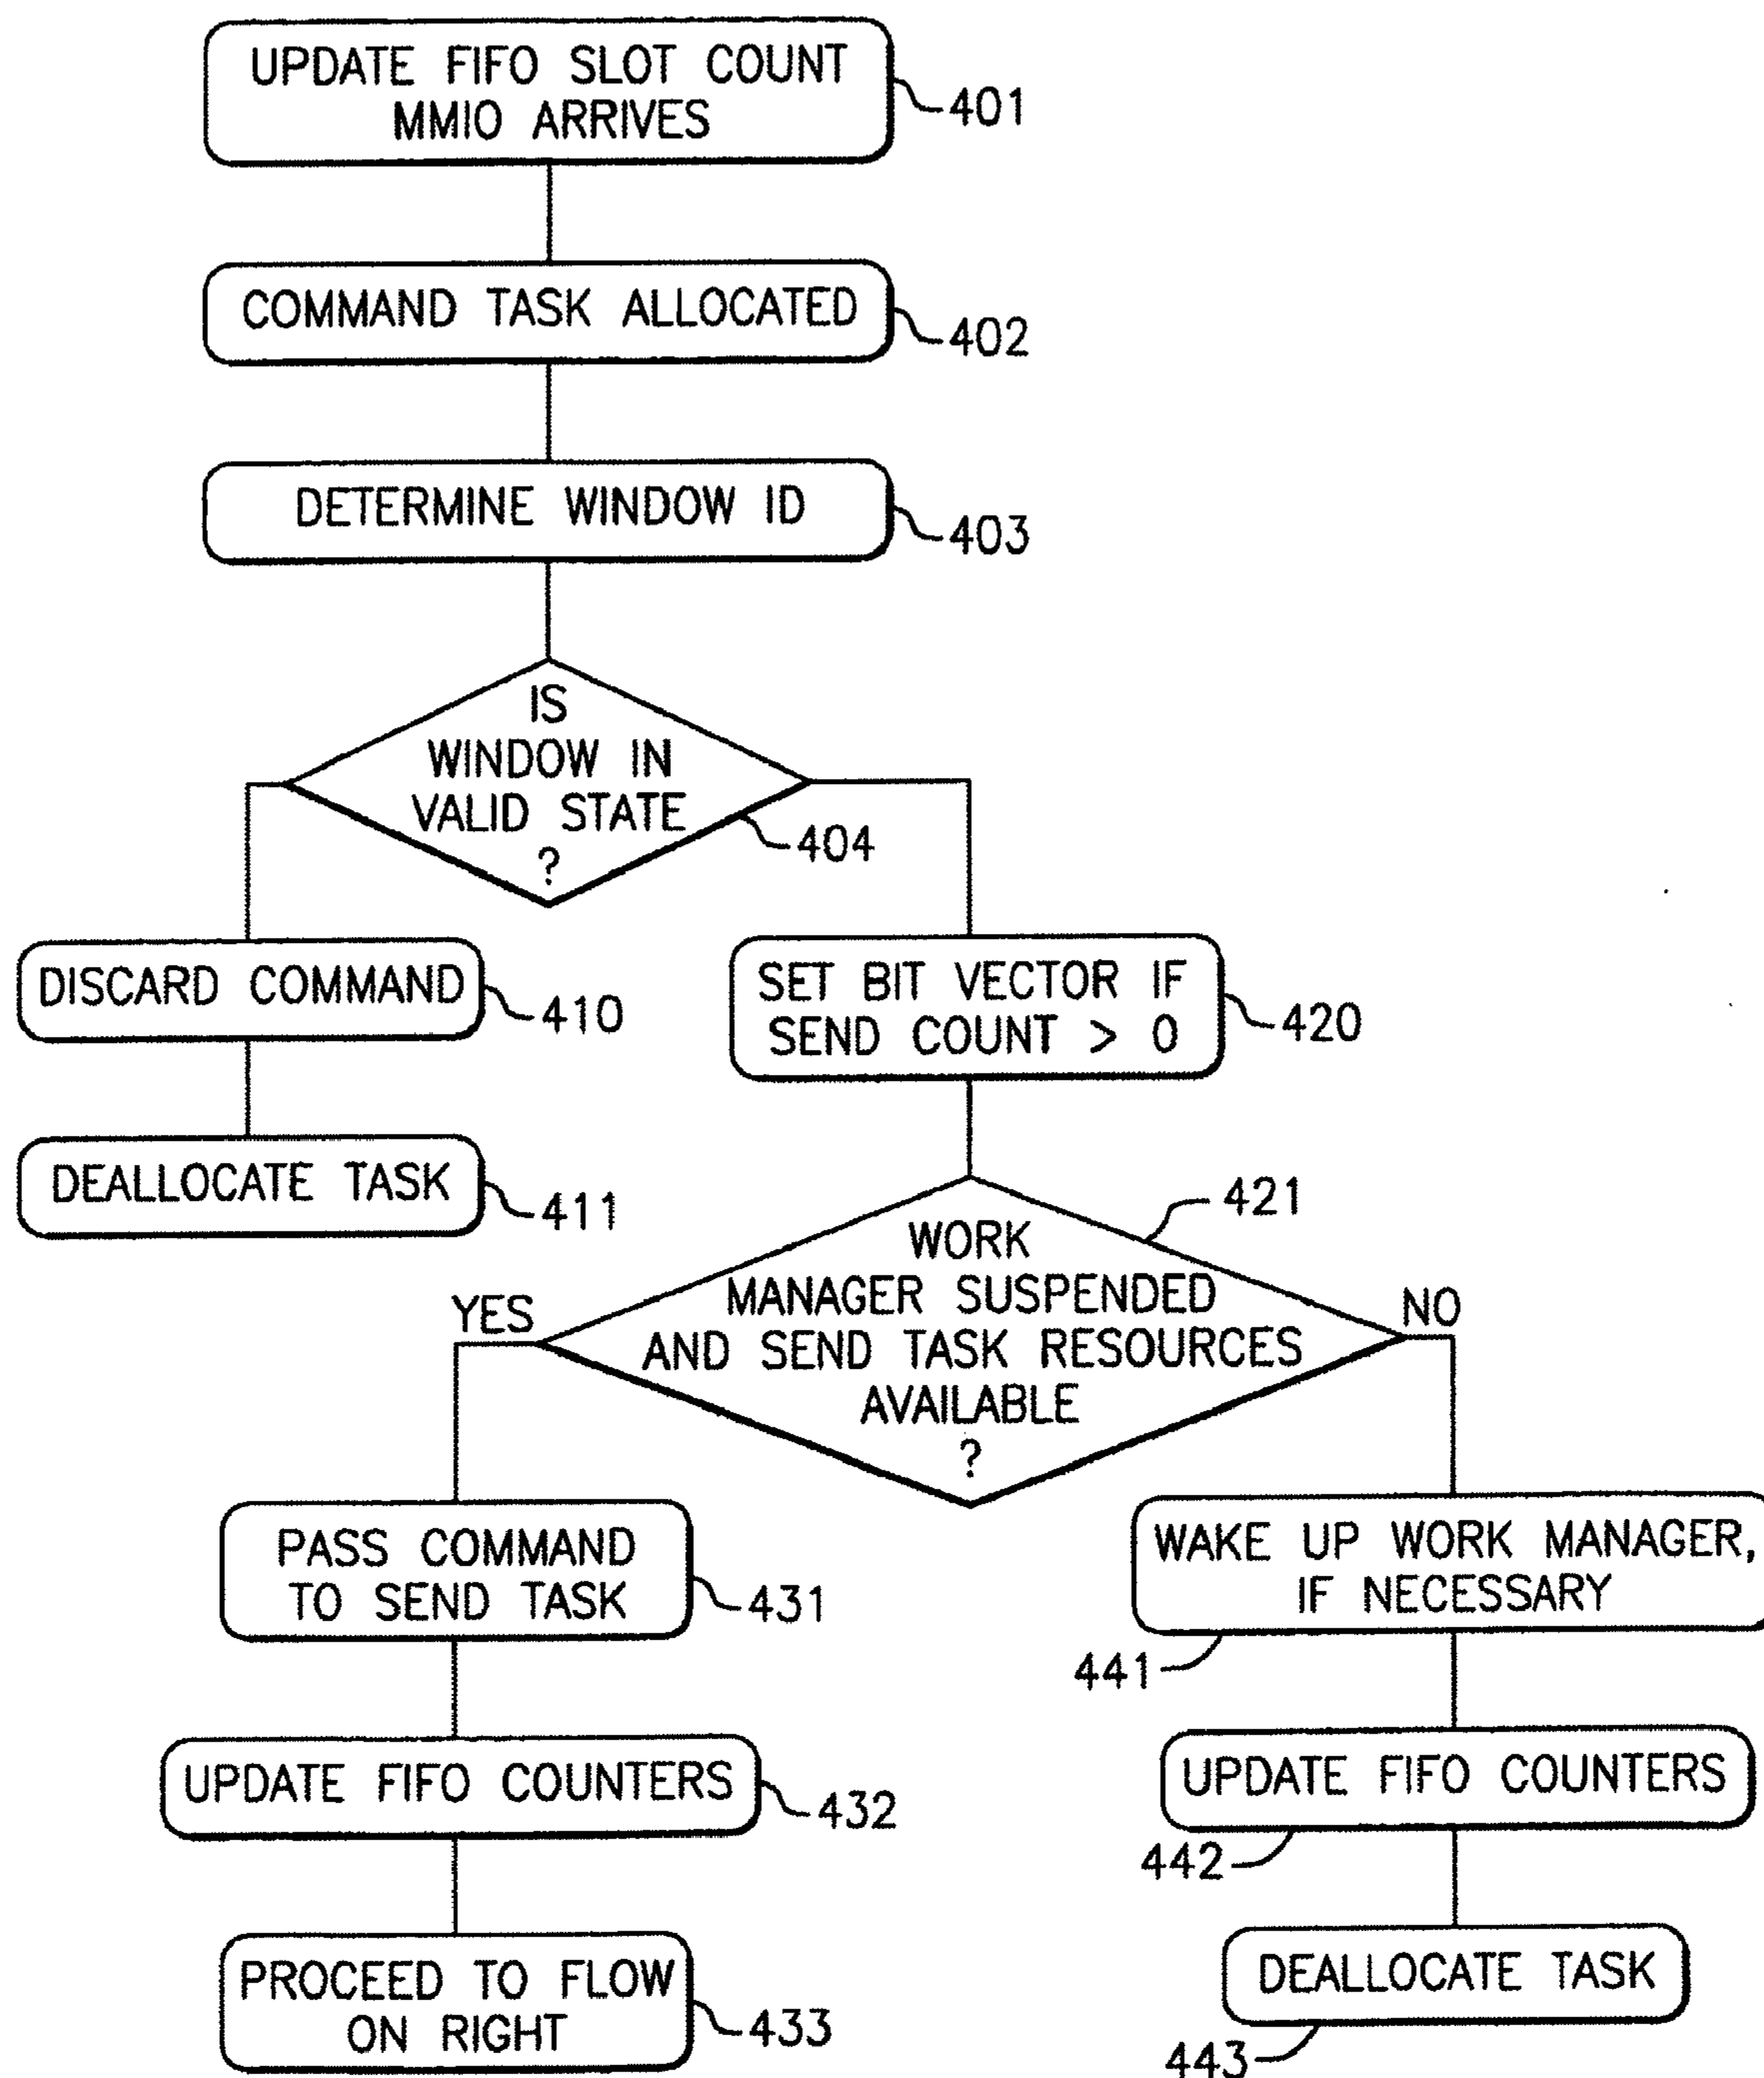 UPDATE FIFO SLOT COUNT
MMIO ARRIVES
401
COMMAND TASK ALLOCATED
402
DETERMINE WINDOW ID
403
IS
WINDOW IN
VALID STATE
?
404
DISCARD COMMAND
410
DEALLOCATE TASK
411
SET BIT VECTOR IF
SEND COUNT > 0
420
WORK
MANAGER SUSPENDED
AND SEND TASK RESOURCES
AVAILABLE
?
421
YES
NO
PASS COMMAND
TO SEND TASK
431
UPDATE FIFO COUNTERS
432
PROCEED TO FLOW
ON RIGHT
433
WAKE UP WORK MANAGER,
IF NECESSARY
441
UPDATE FIFO COUNTERS
442
DEALLOCATE TASK
443